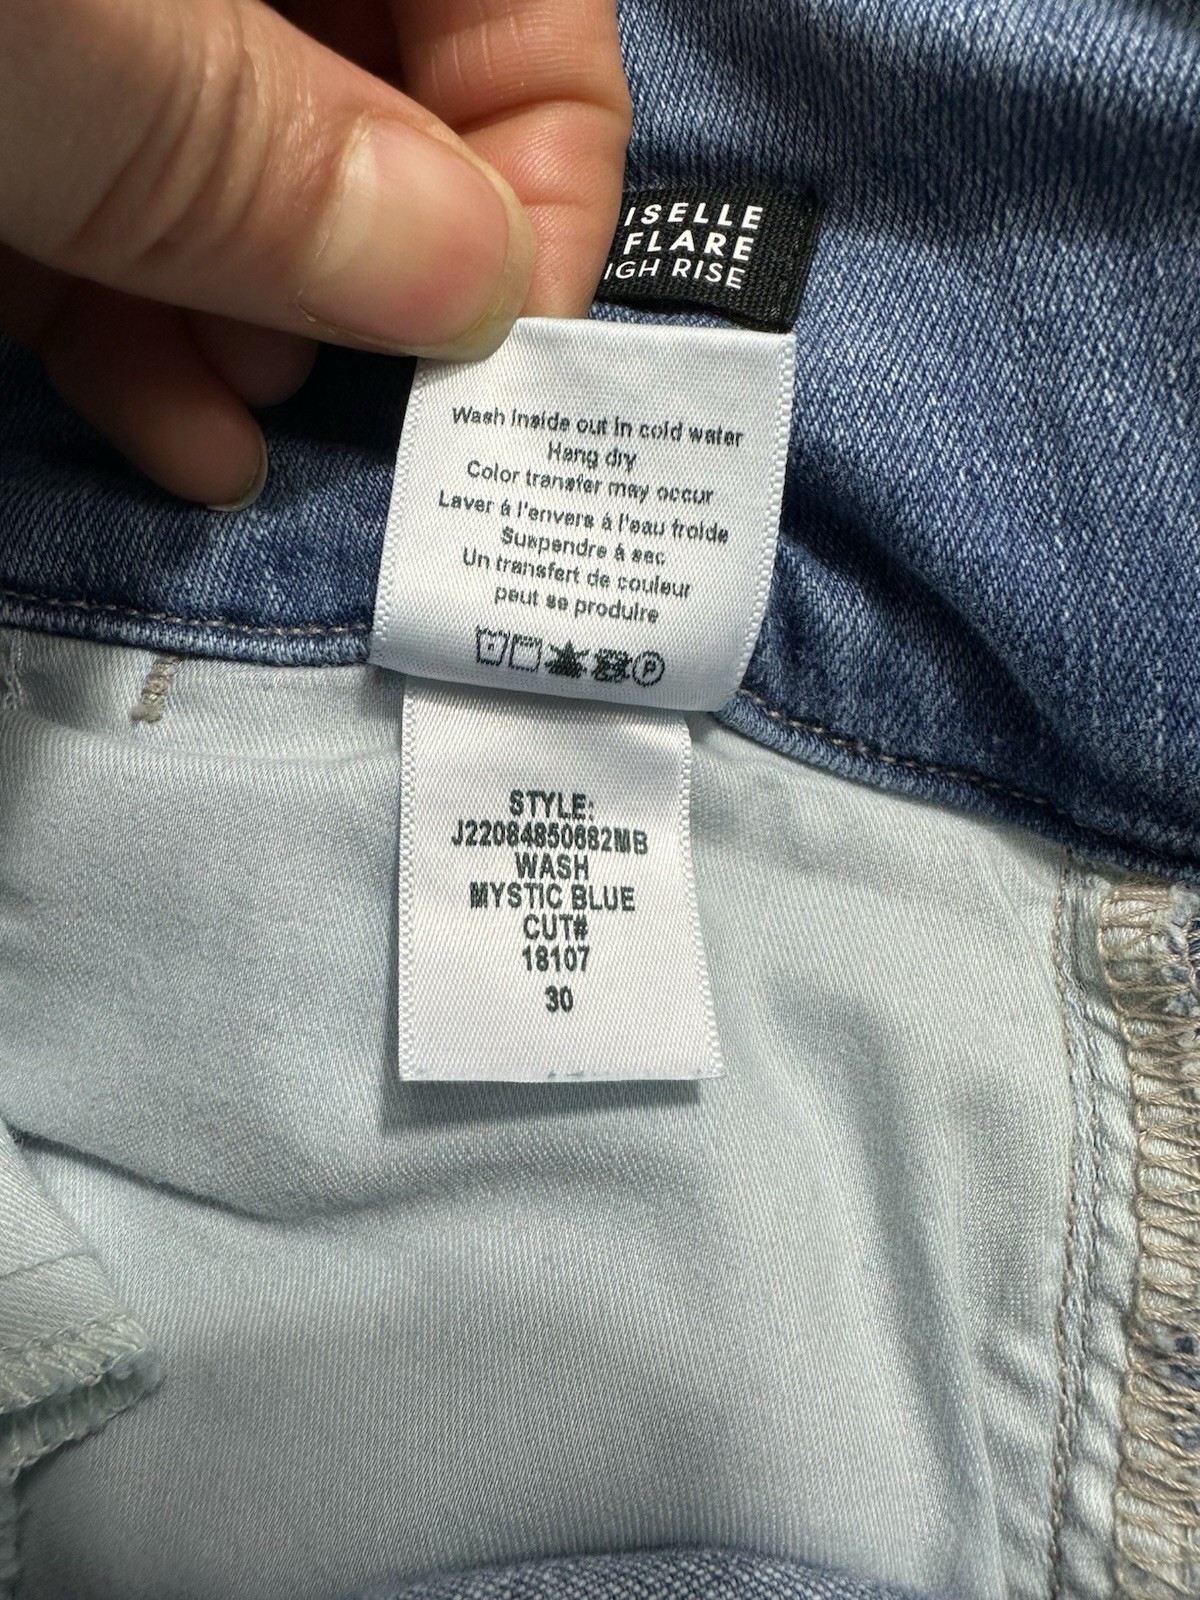 ISELLE
FLARE
IGH RISE
Wash inside out in cold water
Hang dry
Color transfer may occur
Laver à l'envers à l'eau froide
Suspendre à sec
Un transfert de couleur
peut se produire
P
STYLE:
J22084850682MB
WASH
MYSTIC BLUE
CUT#
18107
30